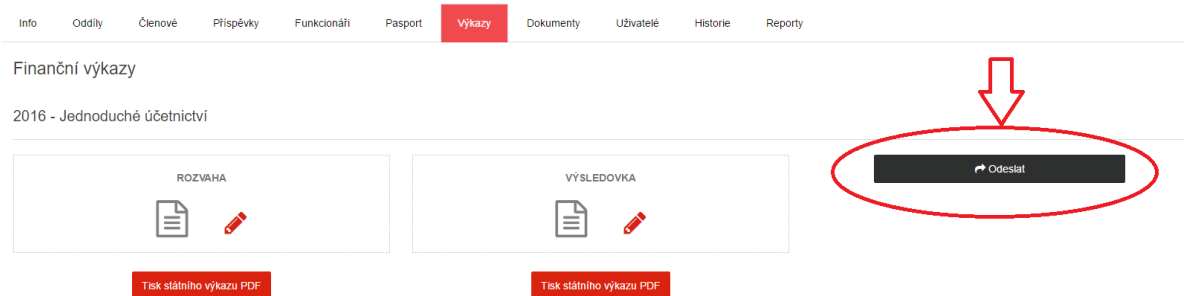 Info Oddíly Členové Příspěvky Funkcionáři Pasport Výkazy Dokumenty Uživatelé Historie Reporty
Finanční výkazy
2016 - Jednoduché účetnictví
ROZVAHA VÝSLEDOVKA Odeslat
Tisk státního výkazu PDF Tisk státního výkazu PDF